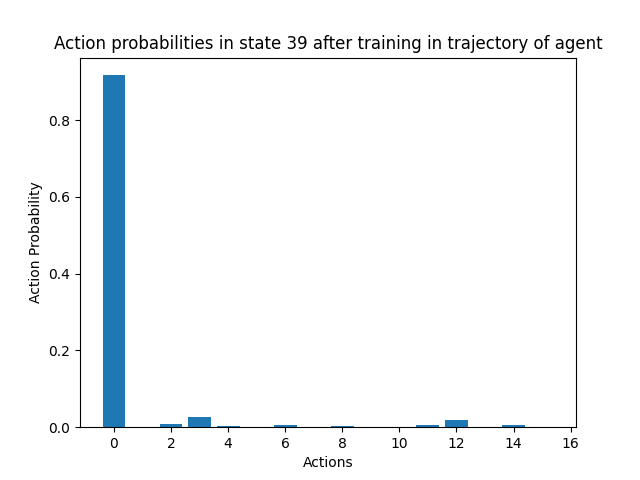 Action probabilities in state 39 after training in trajectory of agent
Action Probability
0.8
0.6
0.4
0.2
0.0
0 2 4 6 8 10 12 14 16
Actions